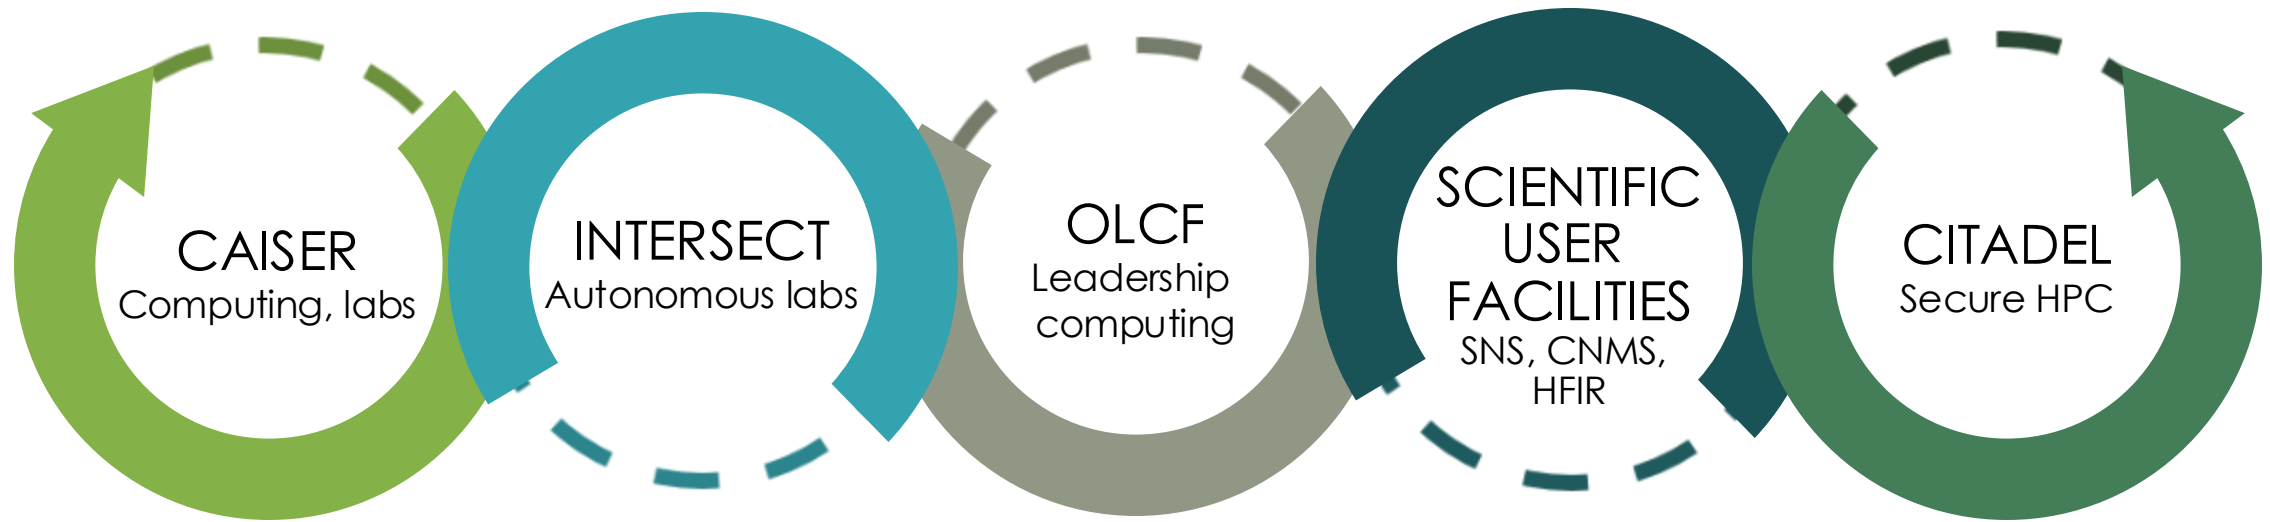 CAISER
Computing, labs
INTERSECT
Autonomous labs
OLCF
Leadership
computing
SCIENTIFIC
USER
FACILITIES
SNS, CNMS,
HFIR
CITADEL
Secure HPC